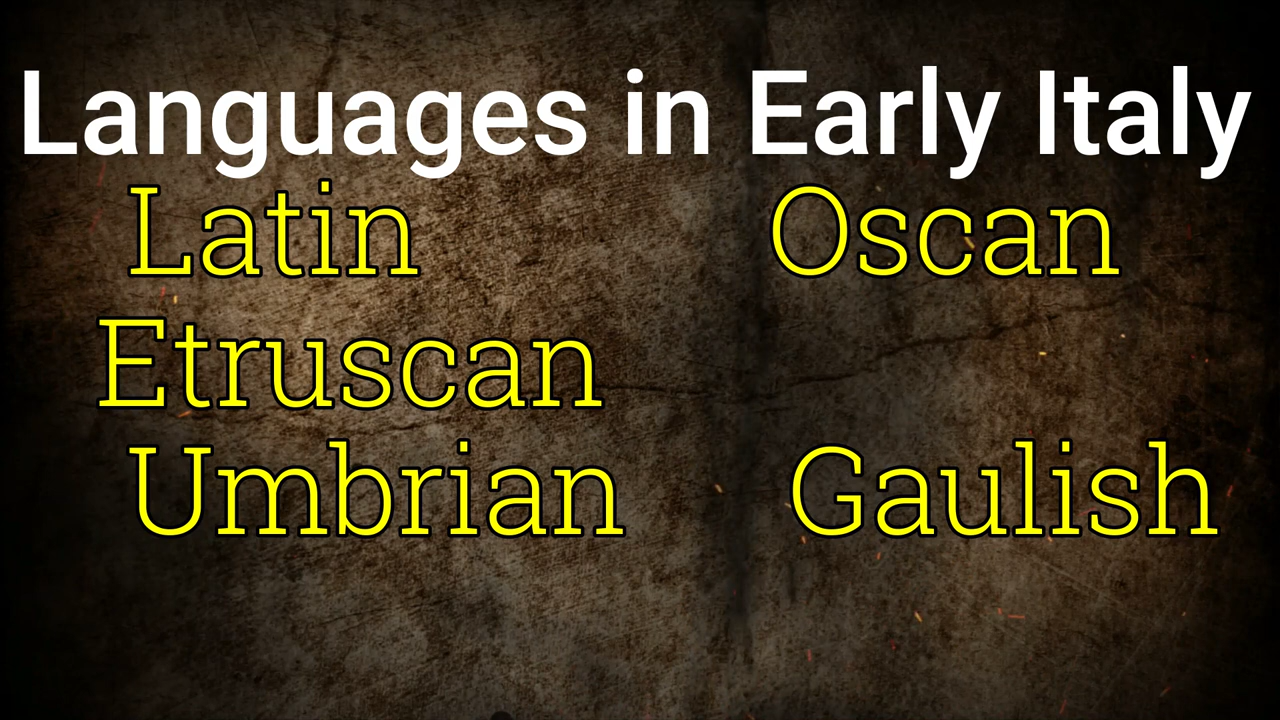 Languages in Early Italy
Latin
Oscan
Etruscan
Umbrian
Gaulish